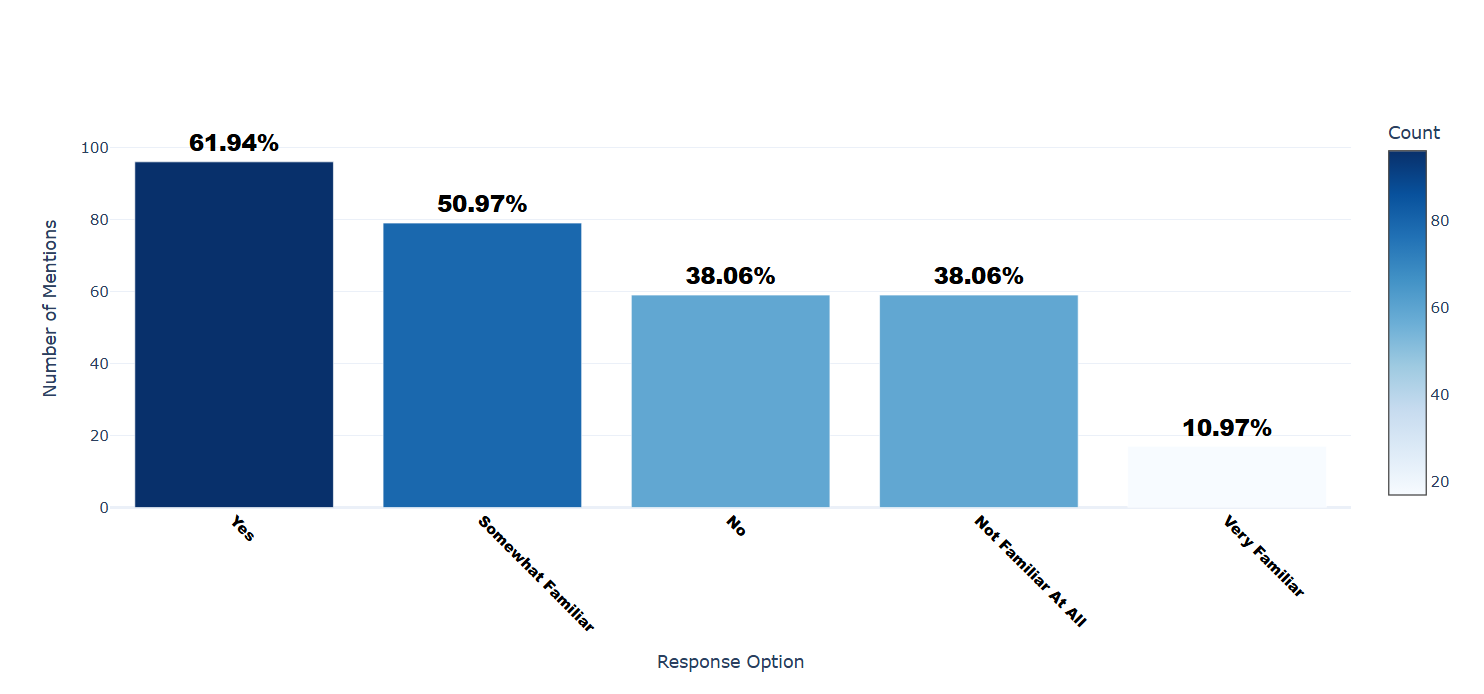 61.94%
50.97%
38.06%
38.06%
10.97%
Number of Mentions
100
80
60
40
20
0
Yes
Somewhat Familiar
No
Not Familiar At All
Very Familiar
Response Option
Count
80
60
40
20